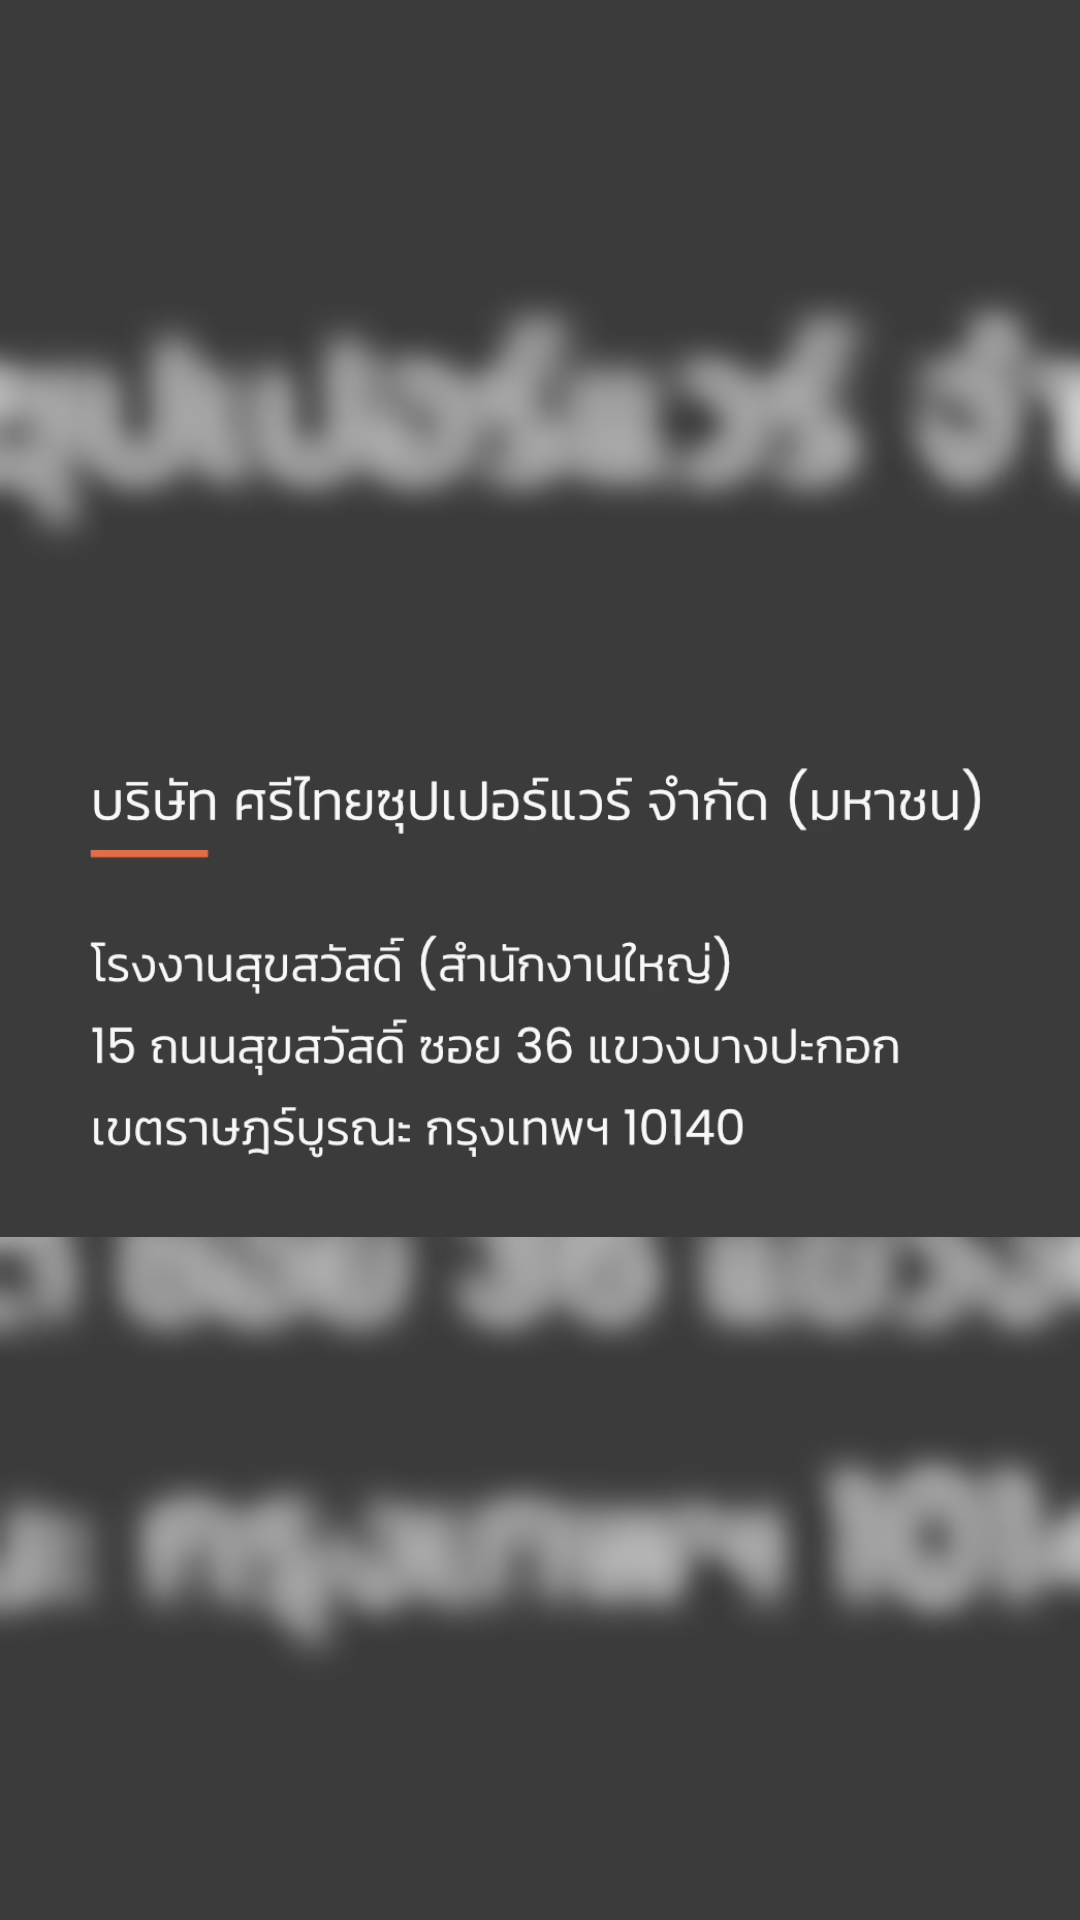 บริษัท ศรีไทยซุปเปอร์แวร์ จำกัด (มหาชน)
โรงงานสุขสวัสดิ์ (สำนักงานใหญ่)
15 ถนนสุขสวัสดิ์ ซอย 36 แขวงบางปะกอก
เขตราษฎร์บูรณะ กรุงเทพฯ 10140